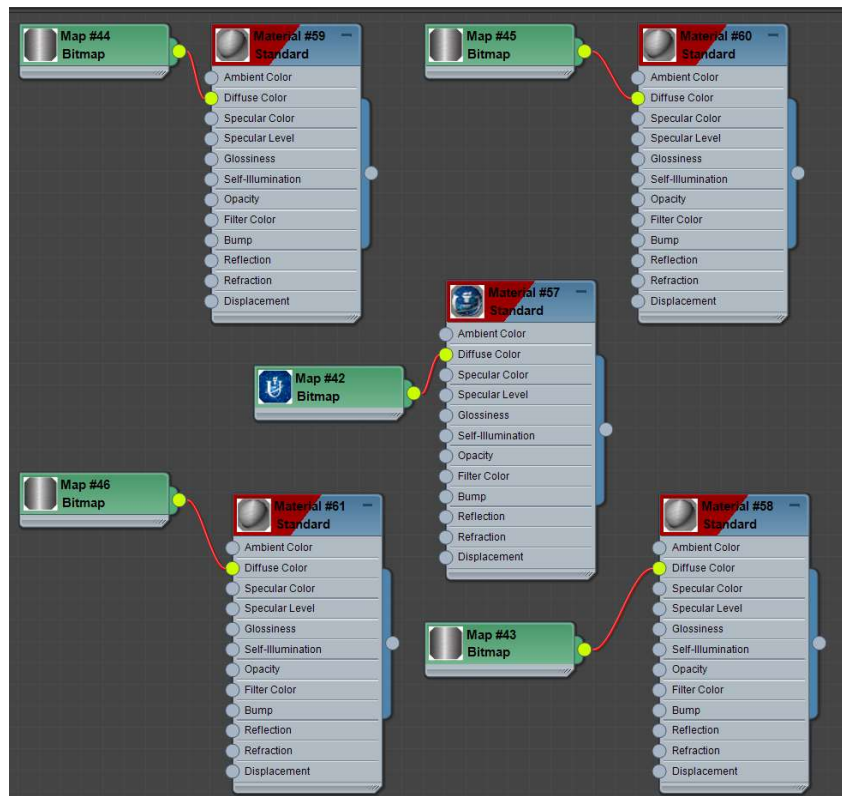 Map #44
Bitmap
Material #59
Standard
Ambient Color
Diffuse Color
Specular Color
Specular Level
Glossiness
Self-Illumination
Opacity
Filter Color
Bump
Reflection
Refraction
Displacement
Map #45
Bitmap
Material #60
Standard
Ambient Color
Diffuse Color
Specular Color
Specular Level
Glossiness
Self-Illumination
Opacity
Filter Color
Bump
Reflection
Refraction
Displacement
Map #42
Bitmap
Material #57
Standard
Ambient Color
Diffuse Color
Specular Color
Specular Level
Glossiness
Self-Illumination
Opacity
Filter Color
Bump
Reflection
Refraction
Displacement
Map #46
Bitmap
Material #61
Standard
Ambient Color
Diffuse Color
Specular Color
Specular Level
Glossiness
Self-Illumination
Opacity
Filter Color
Bump
Reflection
Refraction
Displacement
Map #43
Bitmap
Material #58
Standard
Ambient Color
Diffuse Color
Specular Color
Specular Level
Glossiness
Self-Illumination
Opacity
Filter Color
Bump
Reflection
Refraction
Displacement